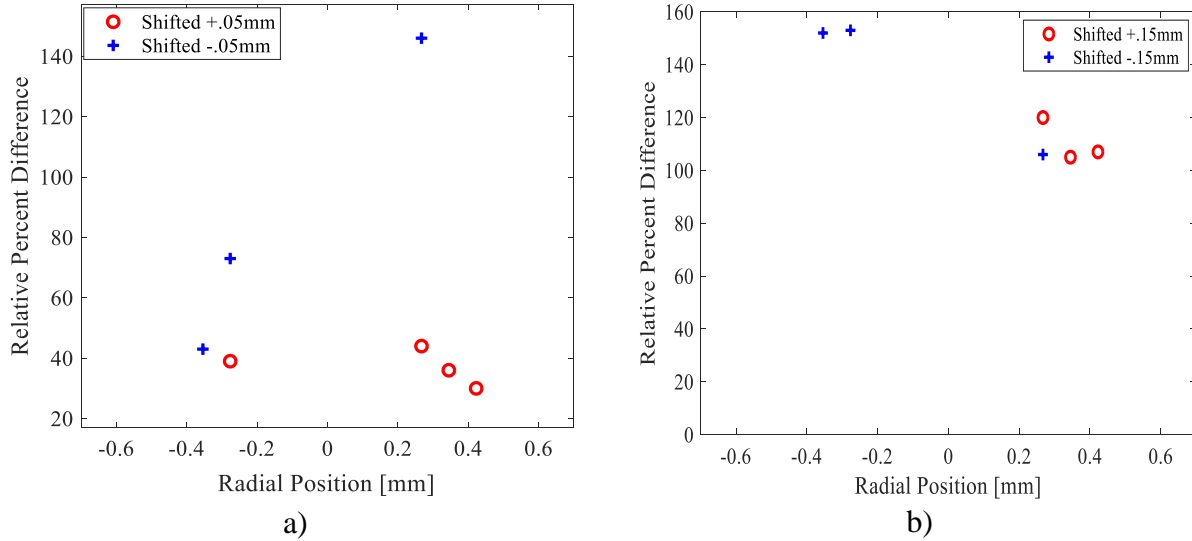 Shifted +.05mm
Shifted -.05mm
140
120
100
80
60
40
20
-0.6 -0.4 -0.2 0 0.2 0.4 0.6
Relative Percent Difference
Radial Position [mm]
a)
Shifted +.15mm
Shifted -.15mm
160
140
120
100
80
60
40
20
0
-0.6 -0.4 -0.2 0 0.2 0.4 0.6
Relative Percent Difference
Radial Position [mm]
b)